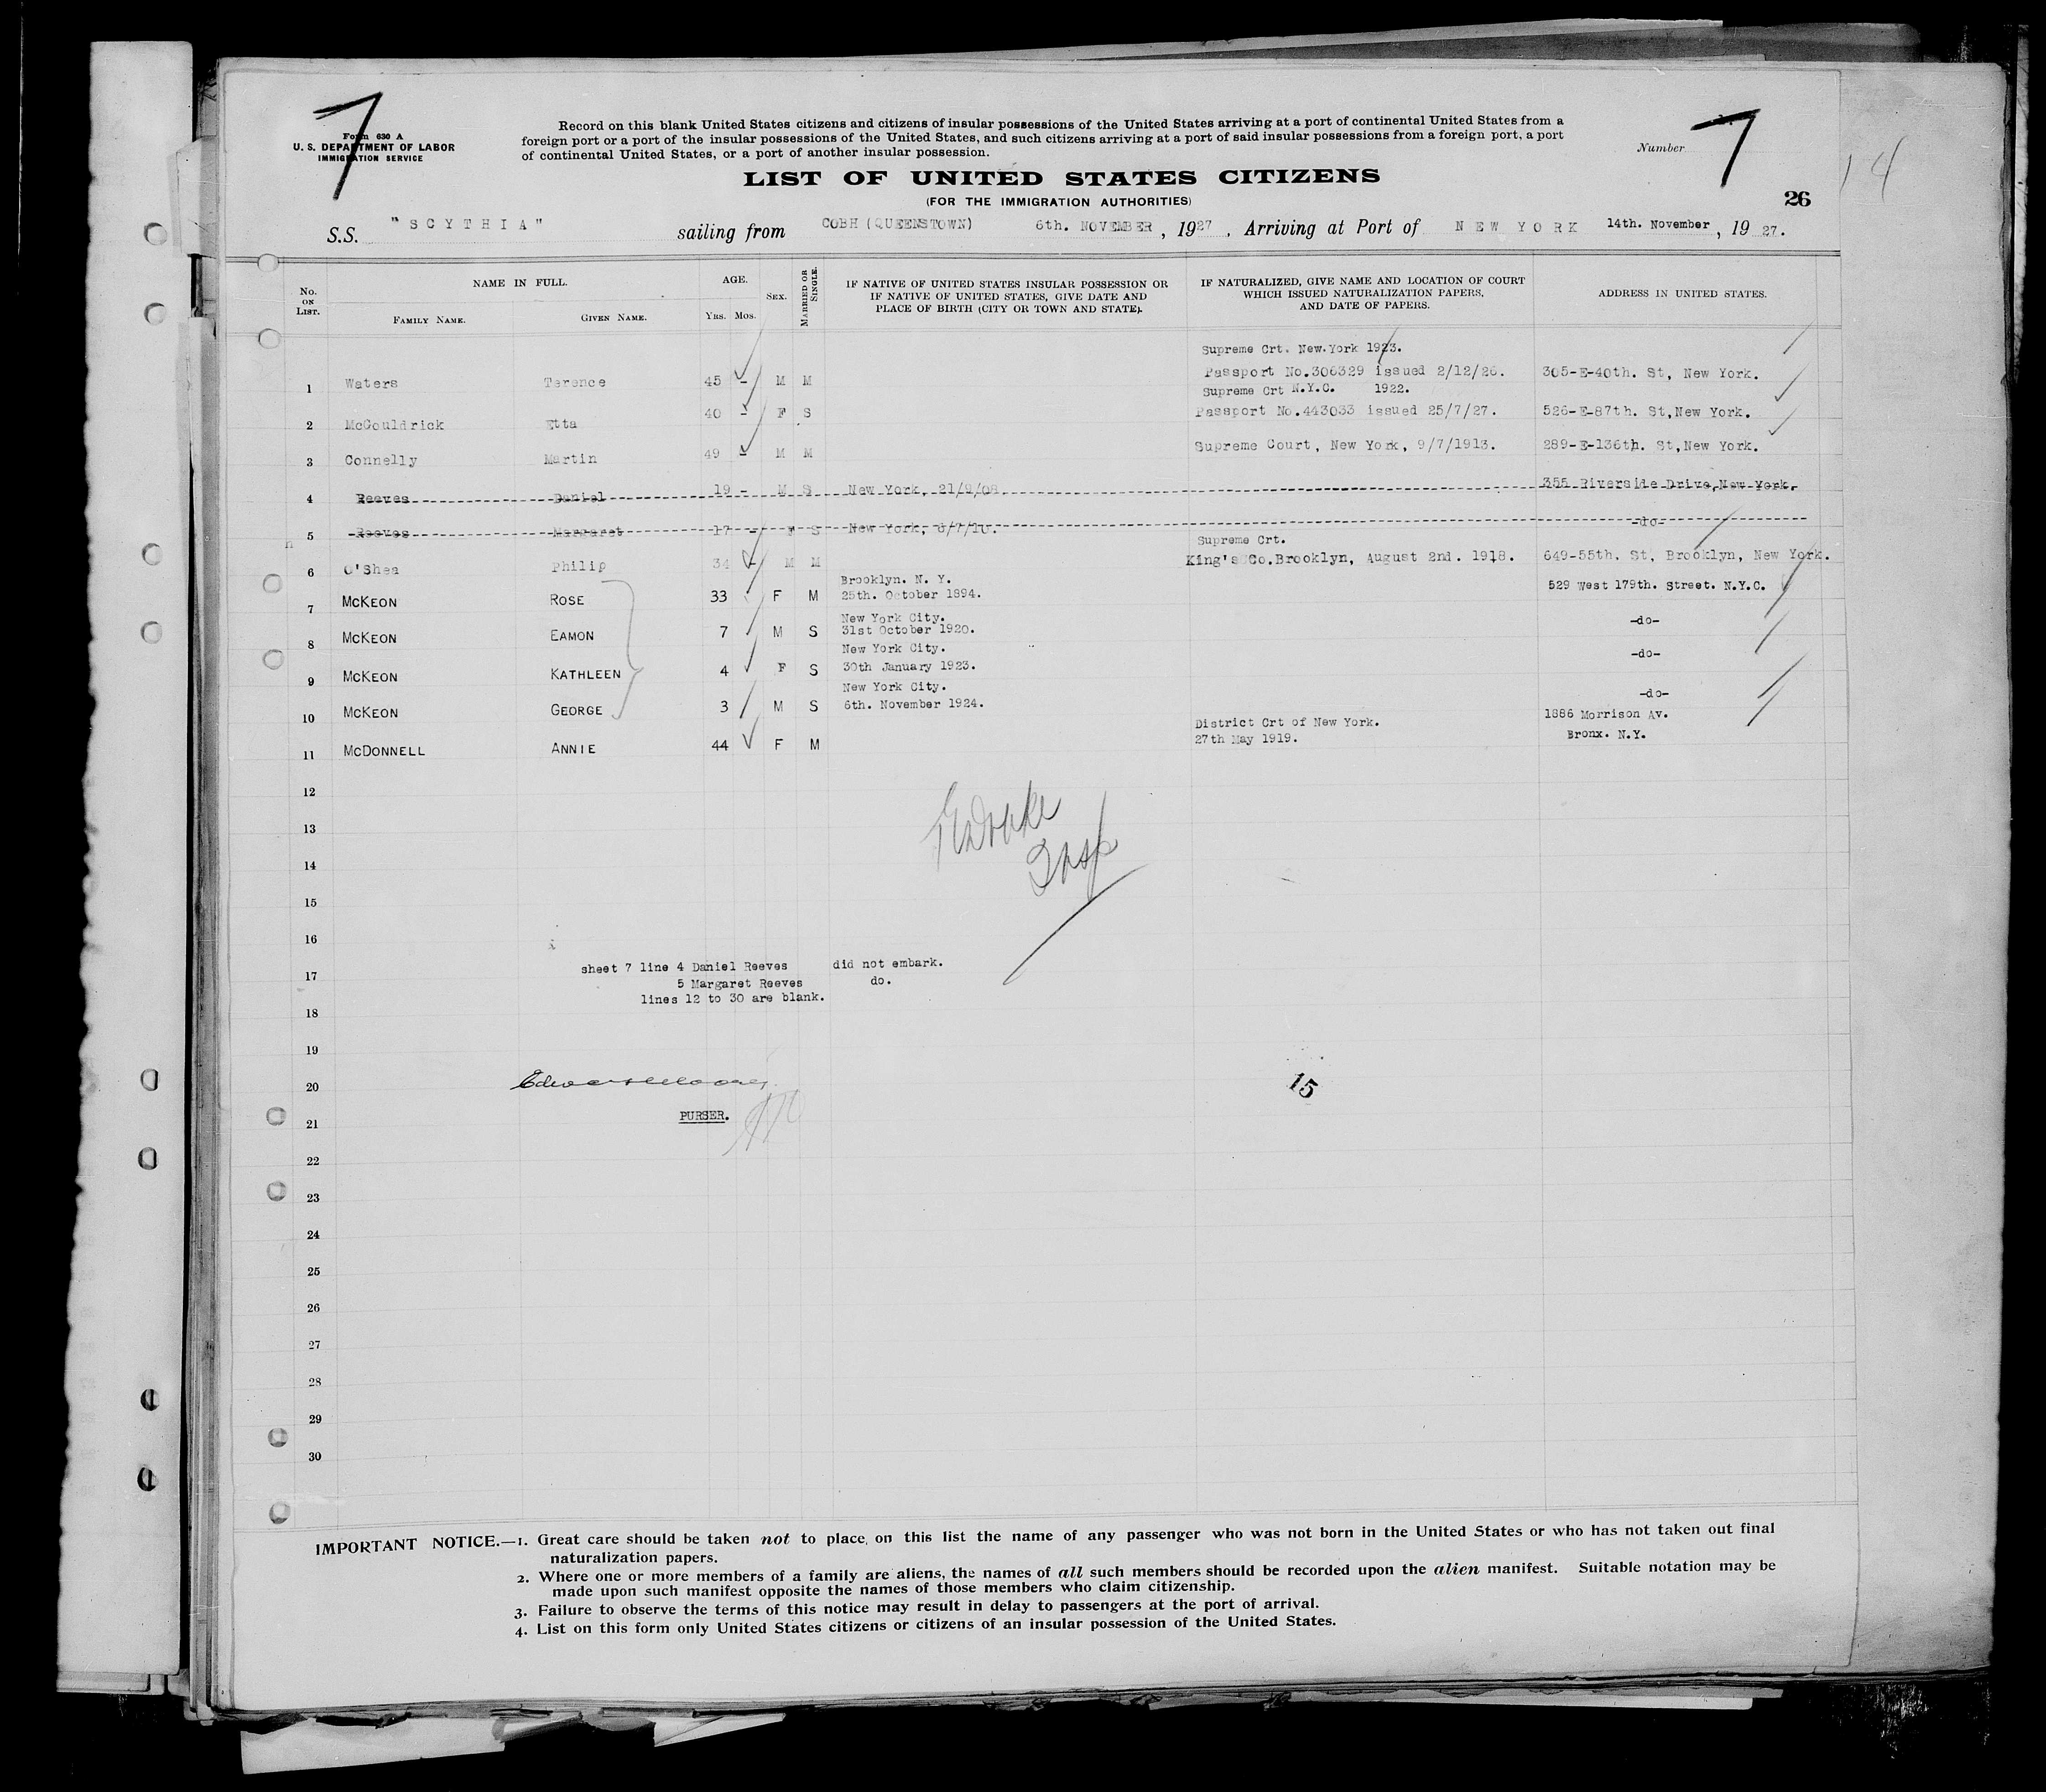 7
7
14
Form 630 A
U. S. DEPARTMENT OF LABOR
IMMIGRATION SERVICE
Record on this blank United States citizens and citizens of insular possessions of the United States arriving at a port of continental United States from a
foreign port or a port of the insular possessions of the United States, and such citizens arriving at a port of said insular possessions from a foreign port, a port
of continental United States, or a port of another insular possession.
Number
LIST OF UNITED STATES CITIZENS
(FOR THE IMMIGRATION AUTHORITIES)
26
S.S. "SCYTHIA" sailing from COBH (QUEENSTOWN) 6th. NOVEMBER, 1927, Arriving at Port of NEW YORK 14th. November, 1927.
No. ON LIST.
NAME IN FULL.
FAMILY NAME. GIVEN NAME.
AGE.
YRS. MOS.
SEX.
MARRIED OR SINGLE.
IF NATIVE OF UNITED STATES INSULAR POSSESSION OR
IF NATIVE OF UNITED STATES, GIVE DATE AND
PLACE OF BIRTH (CITY OR TOWN AND STATE).
IF NATURALIZED, GIVE NAME AND LOCATION OF COURT
WHICH ISSUED NATURALIZATION PAPERS,
AND DATE OF PAPERS.
ADDRESS IN UNITED STATES.
Supreme Crt. New.York 1923.
1 Waters Terence 45 - M M Passport No.306329 issued 2/12/26. 305-E-40th. St, New York.
Supreme Crt N.Y.C. 1922.
2 McGouldrick Etta 40 - F S Passport No.443033 issued 25/7/27. 526-E-87th. St,New York.
3 Connelly Martin 49 - M M Supreme Court, New York, 9/7/1913. 289-E-136th. St,New York.
4 Reeves Daniel 19 - M S New York, 21/9/08 355 Riverside Drive,New York.
5 Reeves Margaret 17 - F S New York, 6/7/10. -do-
Supreme Crt.
6 O'Shea Philip 34 - M M King's Co.Brooklyn, August 2nd. 1918. 649-55th. St, Brooklyn, New York.
Brooklyn. N. Y.
7 McKEON ROSE 33 F M 25th. October 1894. 529 West 179th. Street. N.Y.C.
New York City.
8 McKEON EAMON 7 M S 31st October 1920. -do-
New York City.
9 McKEON KATHLEEN 4 F S 30th January 1923. -do-
New York City.
10 McKEON GEORGE 3 M S 6th. November 1924. -do-
District Crt of New York. 1886 Morrison Av.
11 McDONNELL ANNIE 44 F M 27th May 1919. Bronx. N.Y.
12
13
14
Insp
15
16
sheet 7 line 4 Daniel Reeves did not embark.
17
5 Margaret Reeves do.
lines 12 to 30 are blank.
18
19
15
20
PURSER.
21
22
23
24
25
26
27
28
29
30
IMPORTANT NOTICE.—1. Great care should be taken not to place on this list the name of any passenger who was not born in the United States or who has not taken out final
naturalization papers.
2. Where one or more members of a family are aliens, the names of all such members should be recorded upon the alien manifest. Suitable notation may be
made upon such manifest opposite the names of those members who claim citizenship.
3. Failure to observe the terms of this notice may result in delay to passengers at the port of arrival.
4. List on this form only United States citizens or citizens of an insular possession of the United States.